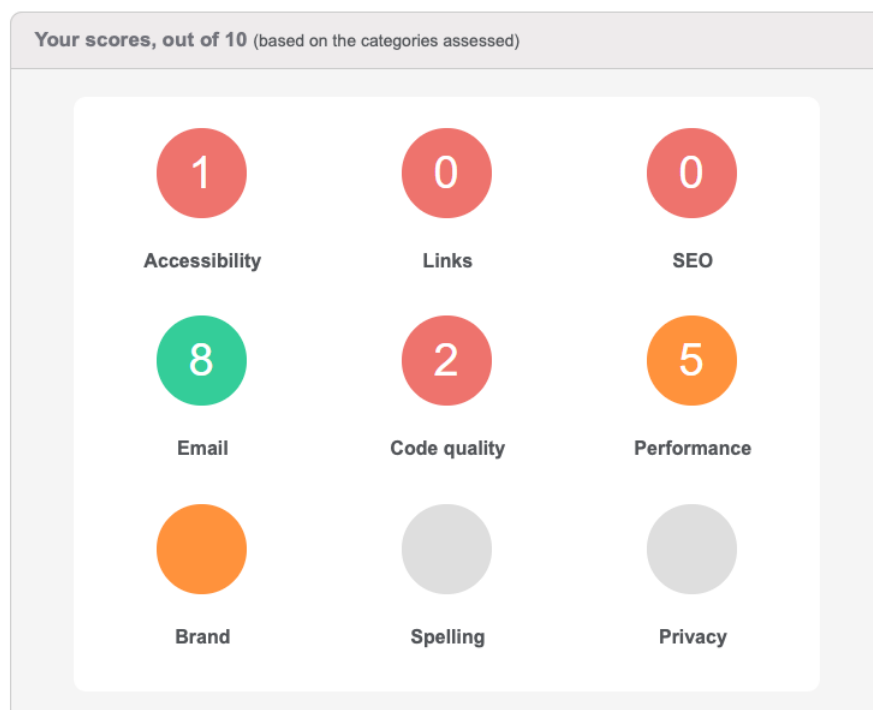 Your scores, out of 10 (based on the categories assessed)
1 0 0
Accessibility Links SEO
8 2 5
Email Code quality Performance
Brand Spelling Privacy